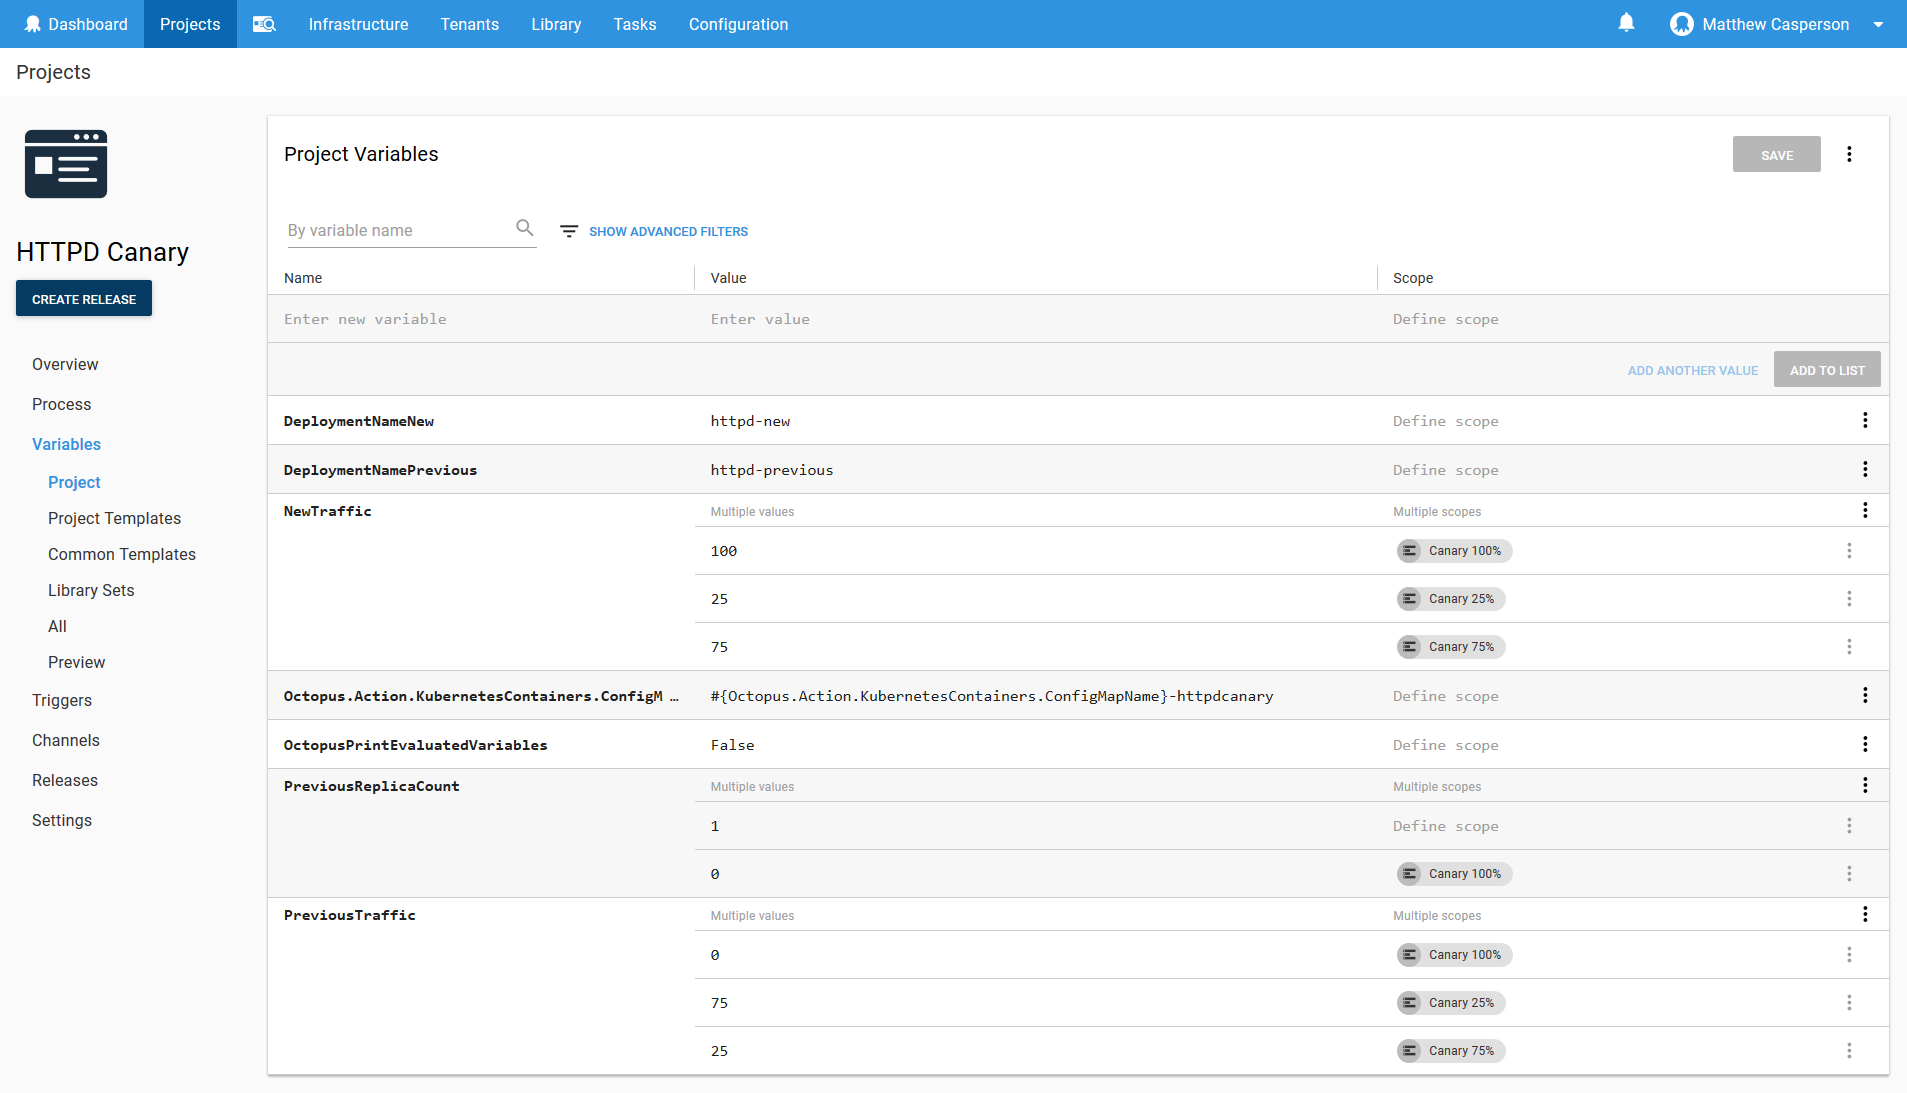 Dashboard Projects Infrastructure Tenants Library Tasks Configuration Matthew Casperson
Projects
HTTPD Canary
CREATE RELEASE
Overview
Process
Variables
Project
Project Templates
Common Templates
Library Sets
All
Preview
Triggers
Channels
Releases
Settings
Project Variables
SAVE
By variable name SHOW ADVANCED FILTERS
Name Value Scope
Enter new variable Enter value Define scope
ADD ANOTHER VALUE ADD TO LIST
DeploymentNameNew httpd-new Define scope
DeploymentNamePrevious httpd-previous Define scope
NewTraffic Multiple values Multiple scopes
100 Canary 100%
25 Canary 25%
75 Canary 75%
Octopus.Action.KubernetesContainers.ConfigM … #{Octopus.Action.KubernetesContainers.ConfigMapName}-httpdcanary Define scope
OctopusPrintEvaluatedVariables False Define scope
PreviousReplicaCount Multiple values Multiple scopes
1 Define scope
0 Canary 100%
PreviousTraffic Multiple values Multiple scopes
0 Canary 100%
75 Canary 25%
25 Canary 75%